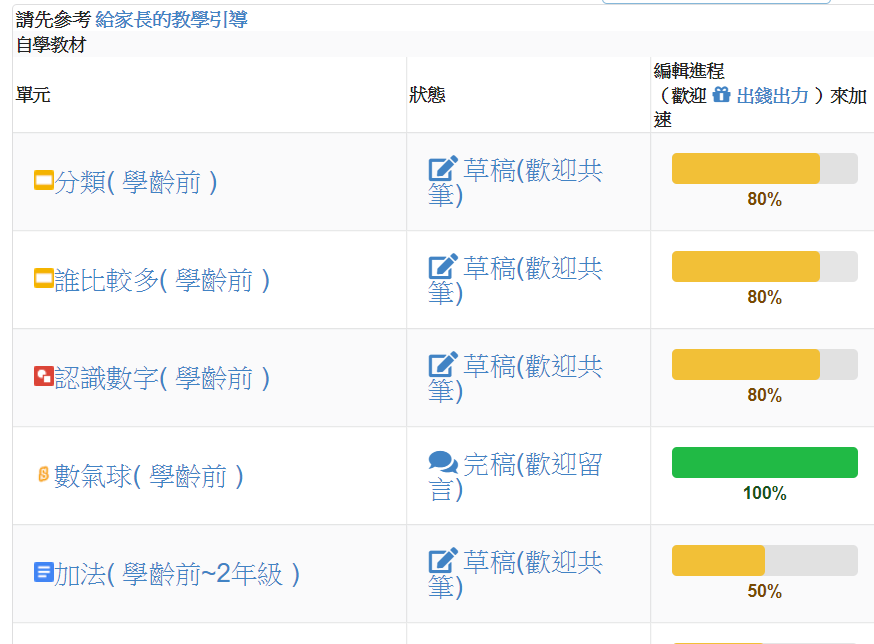 請先參考 給家長的教學引導
自學教材
單元
狀態
編輯進程
（歡迎 出錢出力 ）來加
速
分類( 學齡前 )
草稿(歡迎共
筆)
80%
誰比較多( 學齡前 )
草稿(歡迎共
筆)
80%
認識數字( 學齡前 )
草稿(歡迎共
筆)
80%
數氣球( 學齡前 )
完稿(歡迎留
言)
100%
加法( 學齡前~2年級 )
草稿(歡迎共
筆)
50%